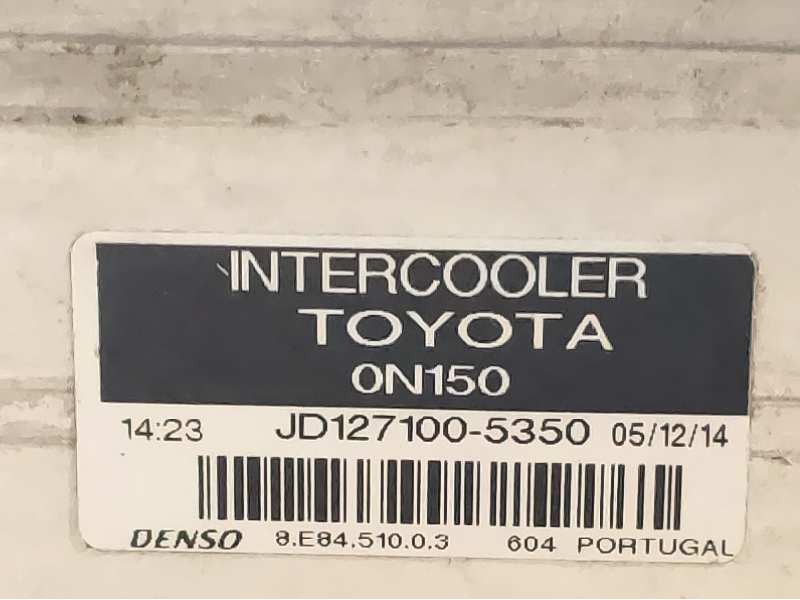 INTERCOOLER
TOYOTA
0N150
14:23 JD127100-5350 05/12/14
DENSO 8.E84.510.0.3 604 PORTUGAL